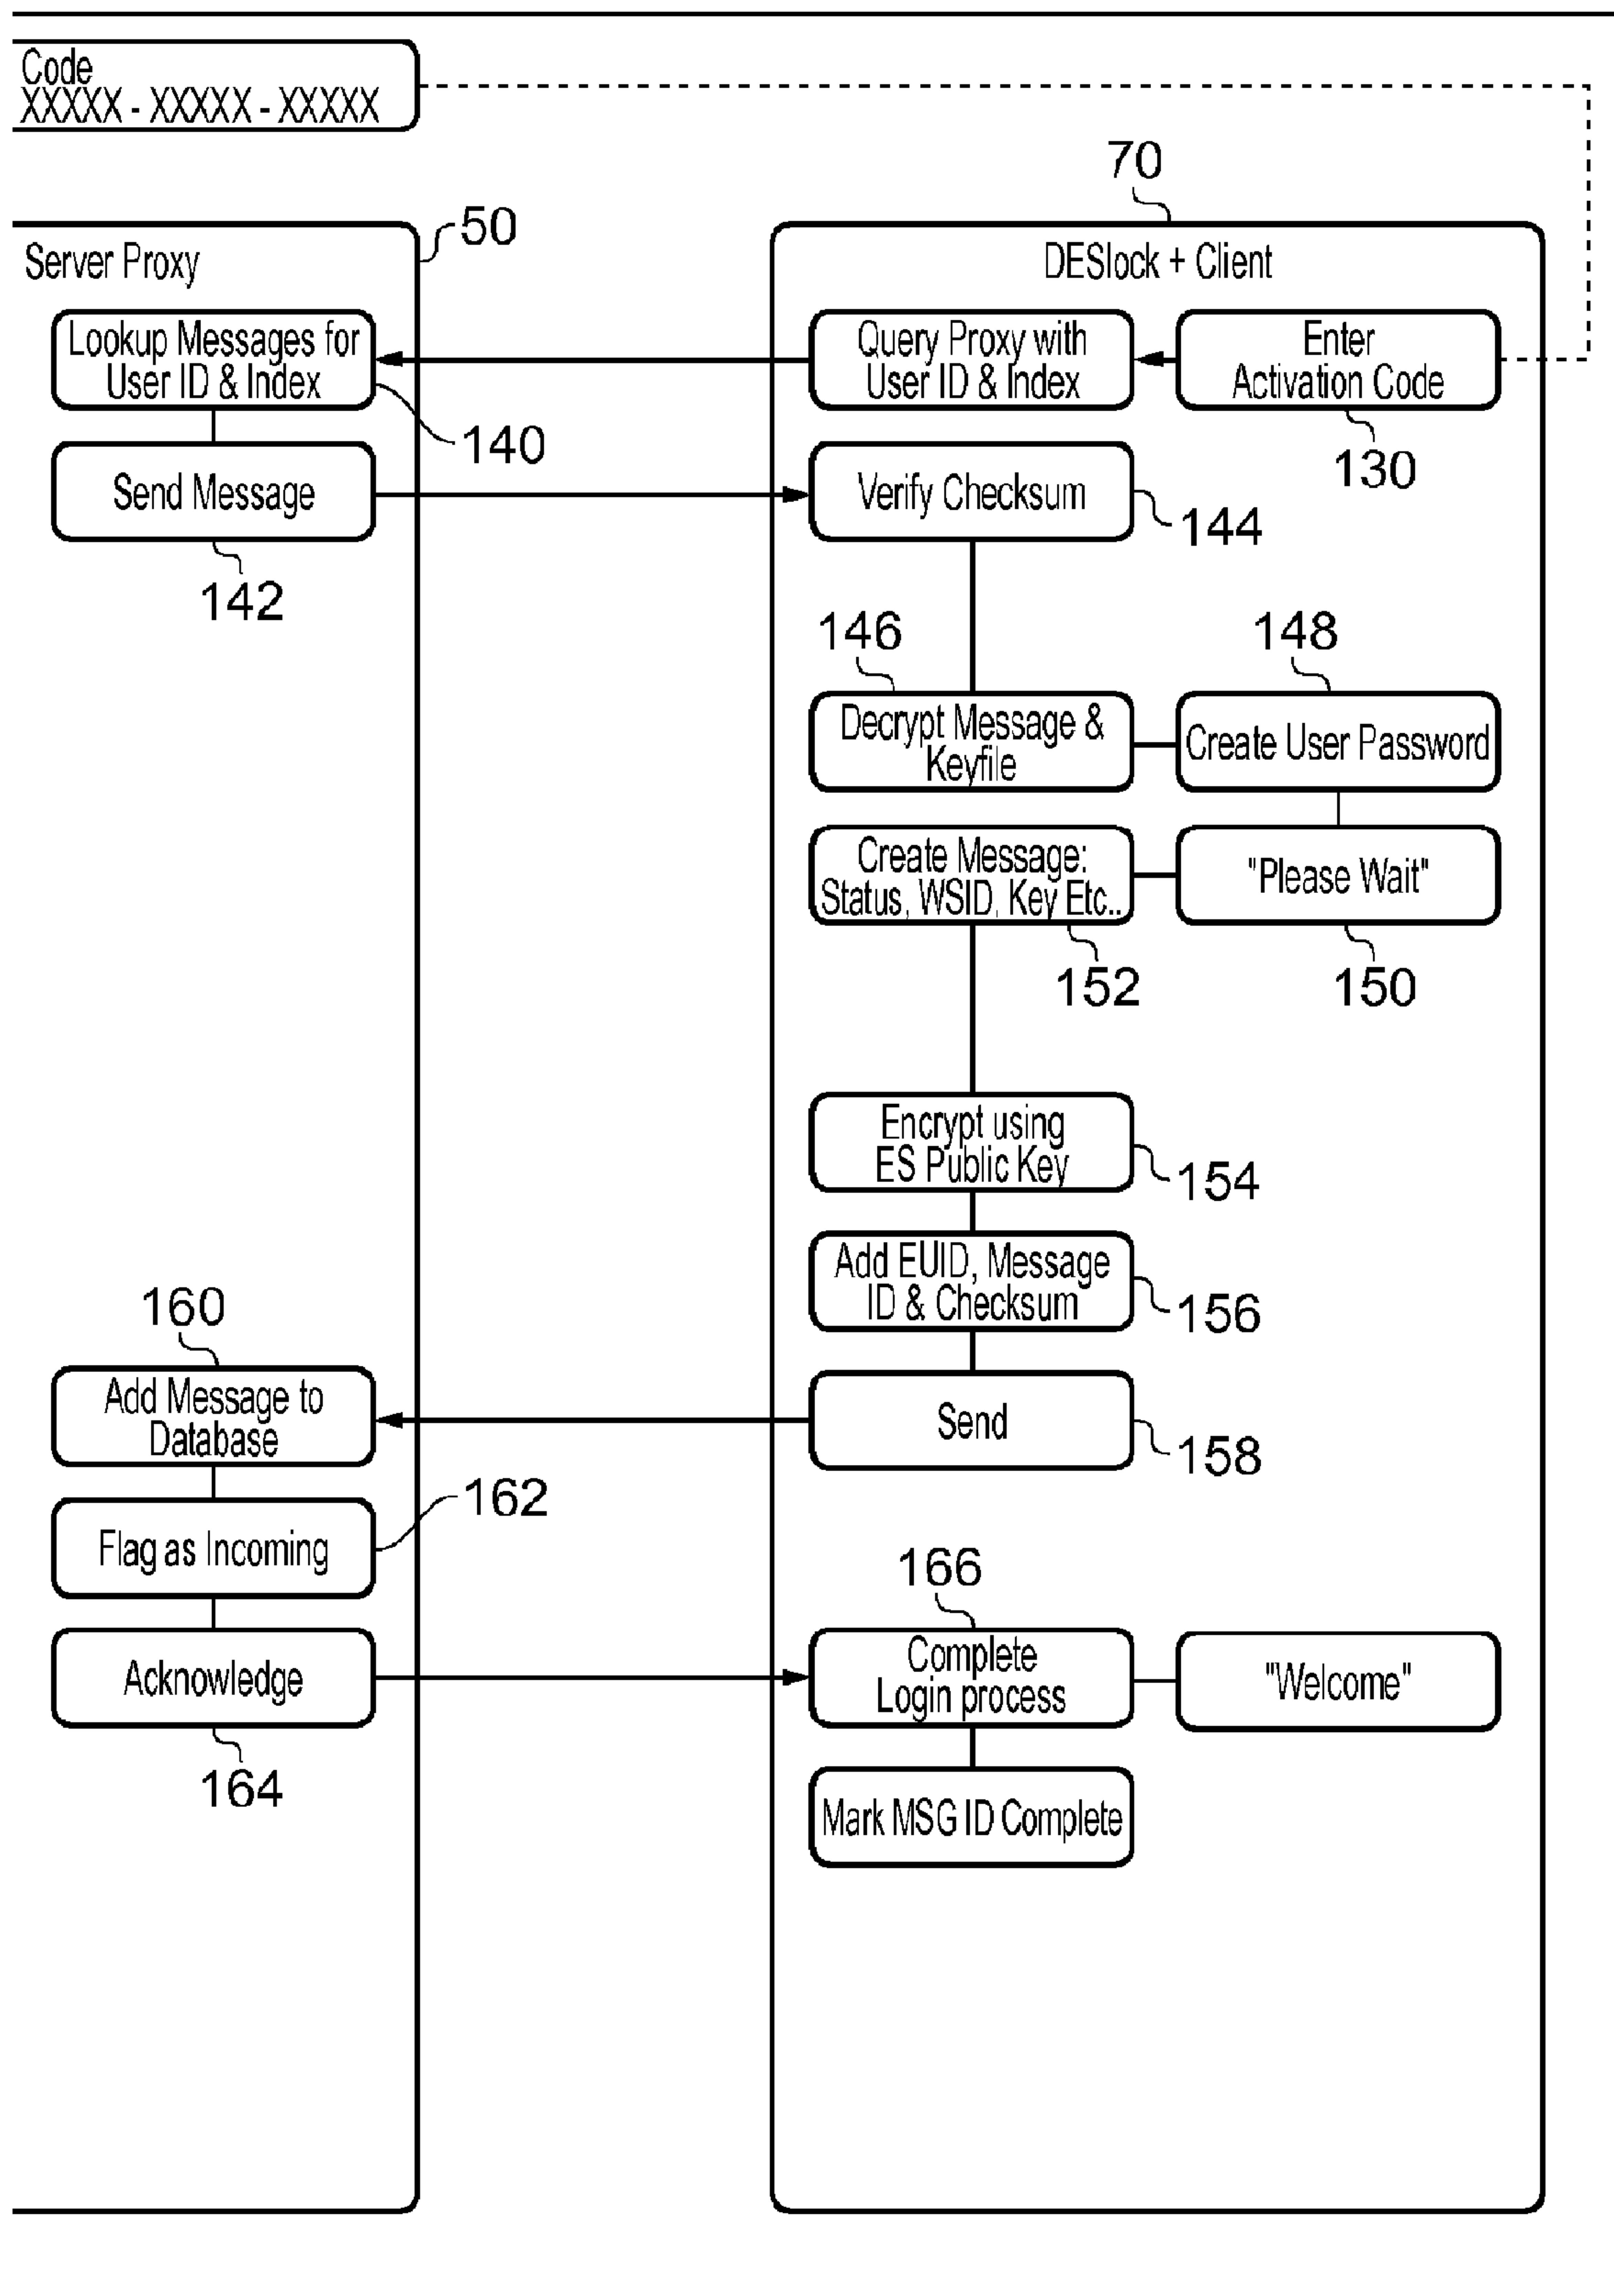 Code
XXXXX - XXXXX - XXXXX
70
50
Server Proxy
DESlock + Client
Lookup Messages for
User ID & Index
Query Proxy with
User ID & Index
Enter
Activation Code
140
130
Send Message
Verify Checksum
144
142
146
148
Decrypt Message &
Keyfile
Create User Password
Create Message:
Status, WSID, Key Etc..
"Please Wait"
152
150
Encrypt using
ES Public Key
154
Add EUID, Message
ID & Checksum
156
160
Add Message to
Database
Send
158
162
Flag as Incoming
166
Acknowledge
Complete
Login process
"Welcome"
164
Mark MSG ID Complete